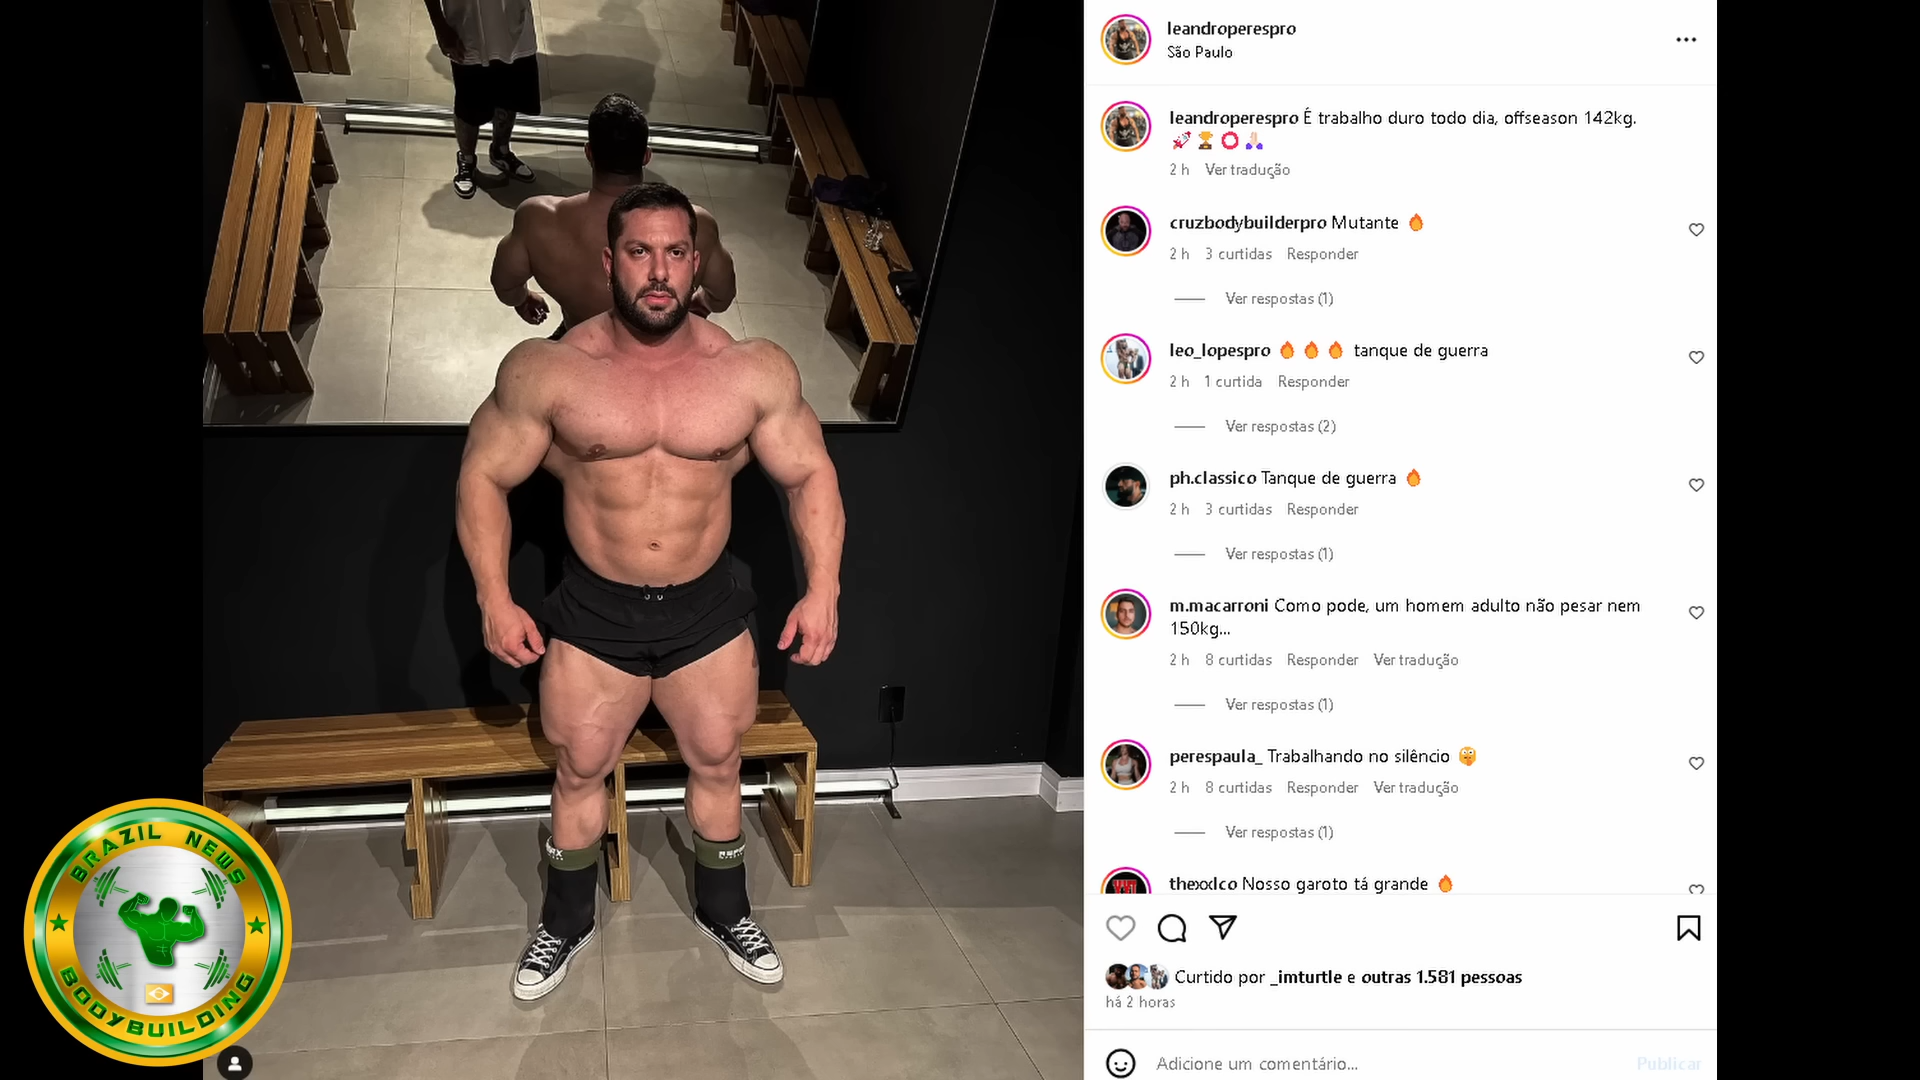 leandroperespro
São Paulo
leandroperespro É trabalho duro todo dia, offseason 142kg.
🚀🏆⭕🙏🏻
2 h Ver tradução
cruzbodybuilderpro Mutante 🔥
2 h 3 curtidas Responder
Ver respostas (1)
leo_lopespro 🔥🔥🔥 tanque de guerra
2 h 1 curtida Responder
Ver respostas (2)
ph.classico Tanque de guerra 🔥
2 h 3 curtidas Responder
Ver respostas (1)
m.macarroni Como pode, um homem adulto não pesar nem
150kg...
2 h 8 curtidas Responder Ver tradução
Ver respostas (1)
perespaula_ Trabalhando no silêncio 🤫
2 h 8 curtidas Responder Ver tradução
Ver respostas (1)
thexxlco Nosso garoto tá grande 🔥
Curtido por _imturtle e outras 1.581 pessoas
há 2 horas
Adicione um comentário...
Publicar
BRAZIL NEWS
BODYBUILDING